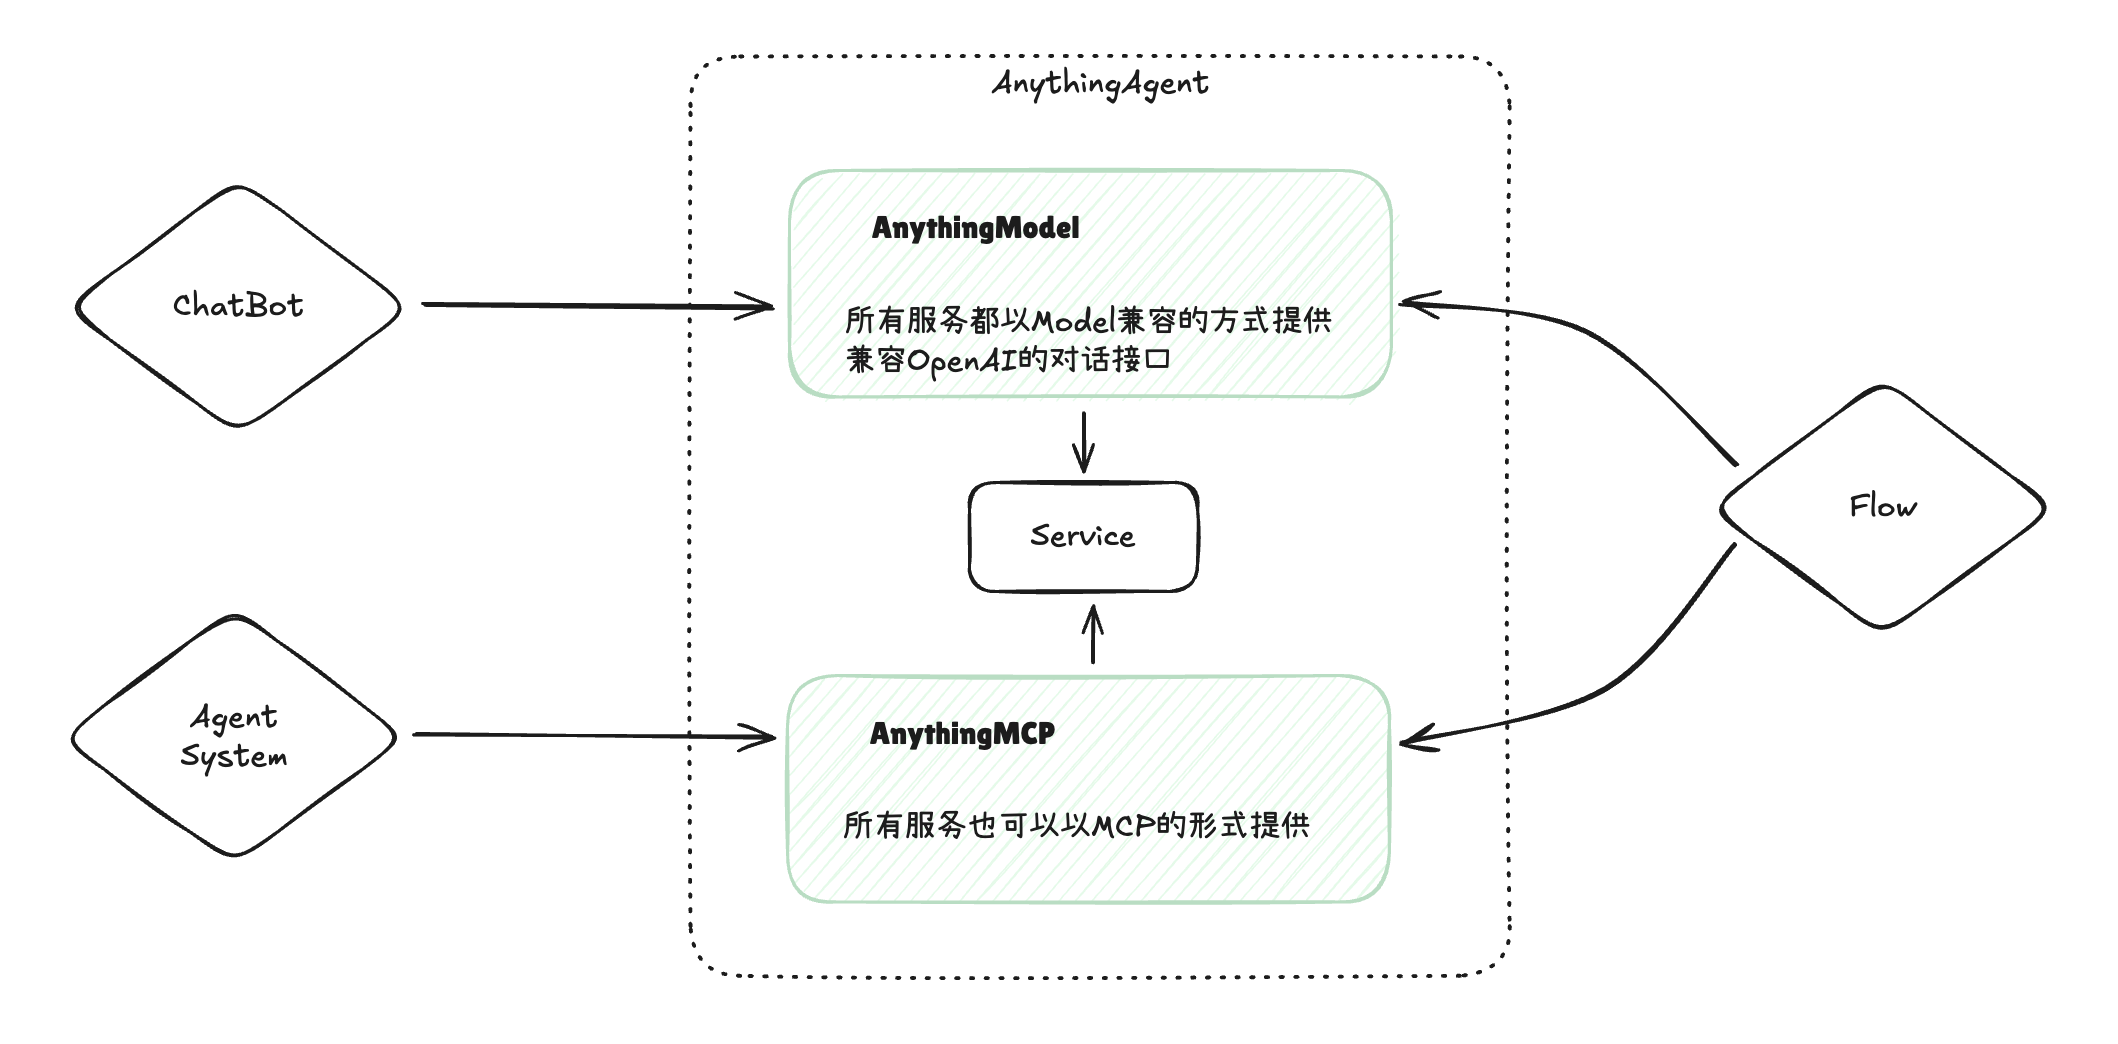 AnythingAgent
AnythingModel
ChatBot
所有服务都以Model兼容的方式提供
兼容OpenAI的对话接口
Flow
Service
Agent
System
AnythingMCP
所有服务也可以以MCP的形式提供